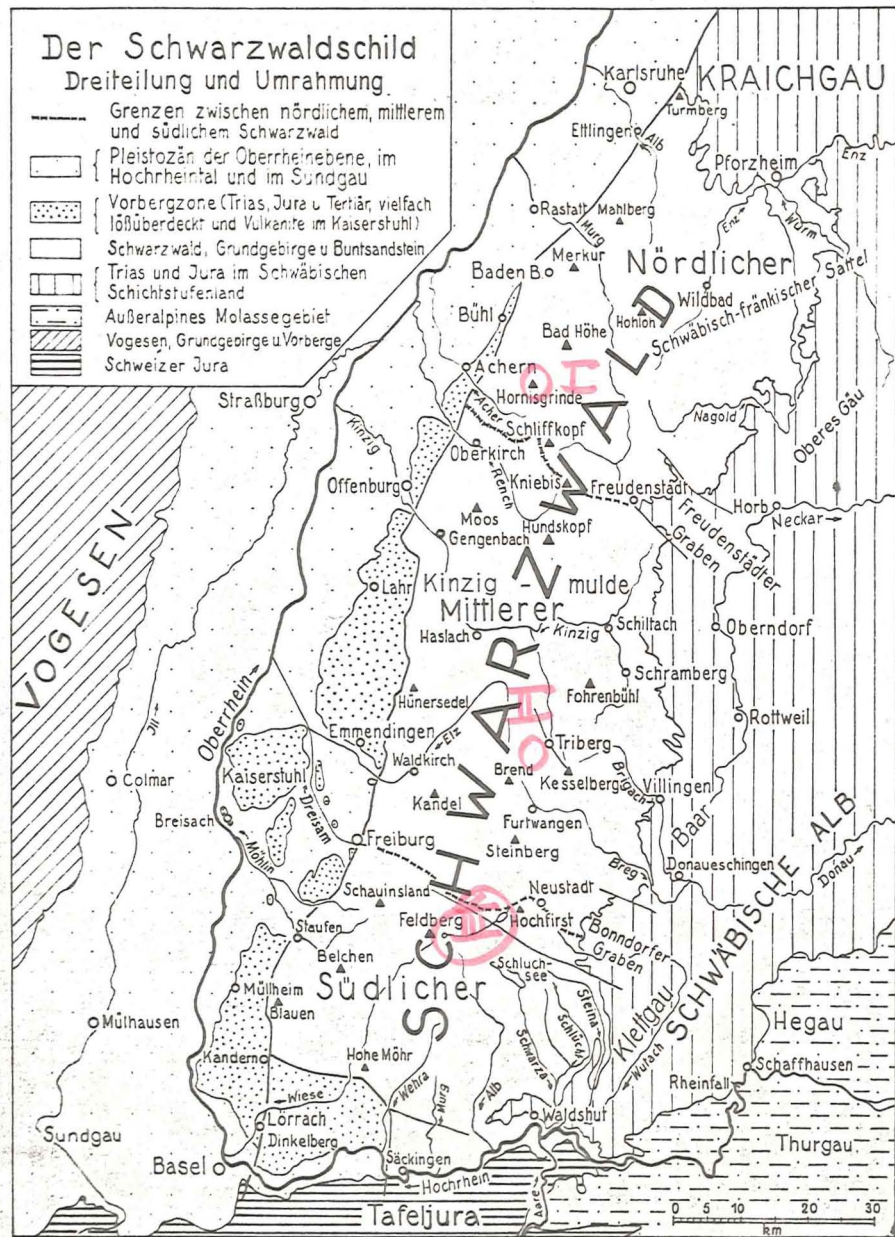 Der Schwarzwaldschild
Dreiteilung und Umrahmung
Grenzen zwischen nördlichem, mittlerem
und südlichem Schwarzwald
Pleistozän der Oberrheinebene, im
Hochrheintal und im Sundgau
Vorbergzone (Trias, Jura u Tertiär, vielfach
lößüberdeckt und Vulkanite im Kaiserstuhl)
Schwarzwald, Grundgebirge u Buntsandstein
Trias und Jura im Schwäbischen
Schichtstufenland
Außeralpines Molassegebiet
Vogesen, Grundgebirge u. Vorberge
Schweizer Jura
Karlsruhe
KRAICHGAU
Turmberg
Ettlingen
Alb
Pforzheim
Enz
Rastatt
Mahlberg
Murg
Enz
Würm
Merkur
Baden B.
Nördlicher
Wildbad
Schwäbisch-fränkischer Sattel
Bühl
Hohloh
Bad Höhe
Achern
Hornisgrinde
Straßburg
Acher
Schliffkopf
Nagold
Oberes Gäu
Kinzig
Oberkirch
Rench
Kniebis
Offenburg
Freudenstadt
Horb
Neckar
Moos
Gengenbach
Hundskopf
Freudenstädter
Graben
VOGESEN
Lahr
Kinzig - mulde
Mittlerer
Haslach
Kinzig
Schiltach
Oberndorf
SCHWARZWALD
Schramberg
Hünersedel
Fohrenbühl
Oberrhein
Ill
Rottweil
Emmendingen
Elz
Triberg
Waldkirch
Colmar
Kaiserstuhl
Brend
Kesselberg
Brigach
Villingen
Kandel
Dreisam
Breisach
Furtwangen
Baar
Möhlin
Freiburg
Steinberg
Breg
Donaueschingen
Donau
SCHWÄBISCHE ALB
Schauinsland
Neustadt
Staufen
Feldberg
Hochfirst
Bonndorfer
Graben
Belchen
Schluch-
see
Südlicher
Müllheim
Blauen
Steina
Schlücht
Schwarza
Klettgau
Wutach
Hegau
Mülhausen
Kandern
Hohe Möhr
Schaffhausen
Rheinfall
Wiese
Wehra
Murg
Alb
Lörrach
Dinkelberg
Waldshut
Thurgau
Sundgau
Basel
Säckingen
Hochrhein
Aare
Tafeljura
0 5 10 20 30
km